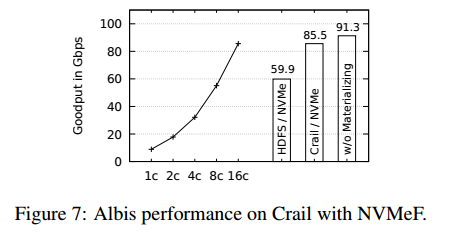 Goodput in Gbps
100
80
60
40
20
0
1c 2c 4c 8c 16c
59.9
HDFS / NVMe
85.5
Crail / NVMe
91.3
w/o Materializing
Figure 7: Albis performance on Crail with NVMeF.